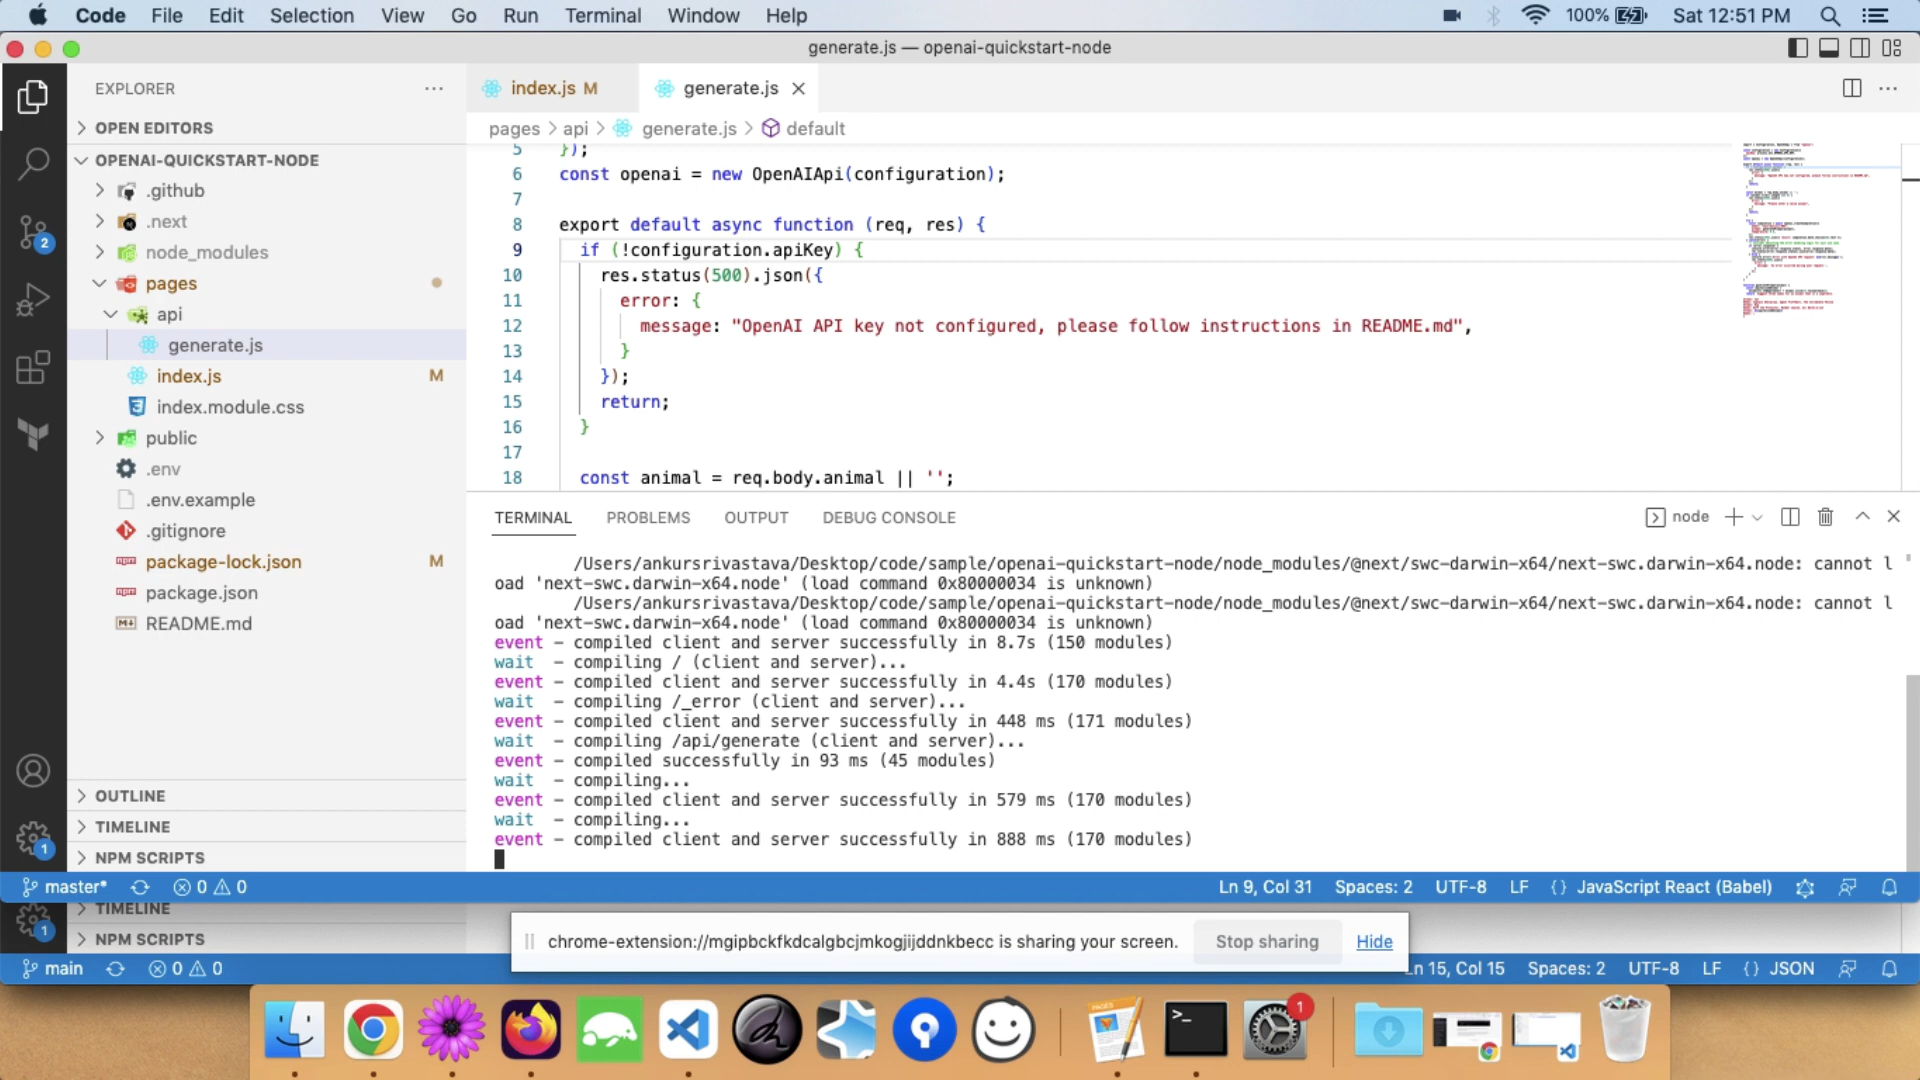 Code File Edit Selection View Go Run Terminal Window Help 100% Sat 12:51 PM
generate.js — openai-quickstart-node
EXPLORER
index.js M generate.js
OPEN EDITORS
pages > api > generate.js > default
OPENAI-QUICKSTART-NODE
.github
.next
node_modules
pages
api
generate.js
index.js M
index.module.css
public
.env
.env.example
.gitignore
package-lock.json M
package.json
README.md
2
5 });
6 const openai = new OpenAIApi(configuration);
7
8 export default async function (req, res) {
9 if (!configuration.apiKey) {
10 res.status(500).json({
11 error: {
12 message: "OpenAI API key not configured, please follow instructions in README.md",
13 }
14 });
15 return;
16 }
17
18 const animal = req.body.animal || '';
TERMINAL PROBLEMS OUTPUT DEBUG CONSOLE node
/Users/ankursrivastava/Desktop/code/sample/openai-quickstart-node/node_modules/@next/swc-darwin-x64/next-swc.darwin-x64.node: cannot l
oad 'next-swc.darwin-x64.node' (load command 0x80000034 is unknown)
/Users/ankursrivastava/Desktop/code/sample/openai-quickstart-node/node_modules/@next/swc-darwin-x64/next-swc.darwin-x64.node: cannot l
oad 'next-swc.darwin-x64.node' (load command 0x80000034 is unknown)
event - compiled client and server successfully in 8.7s (150 modules)
wait - compiling / (client and server)...
event - compiled client and server successfully in 4.4s (170 modules)
wait - compiling /_error (client and server)...
event - compiled client and server successfully in 448 ms (171 modules)
wait - compiling /api/generate (client and server)...
event - compiled successfully in 93 ms (45 modules)
wait - compiling...
event - compiled client and server successfully in 579 ms (170 modules)
wait - compiling...
event - compiled client and server successfully in 888 ms (170 modules)
OUTLINE
TIMELINE
NPM SCRIPTS
1
master* 0 0 Ln 9, Col 31 Spaces: 2 UTF-8 LF {} JavaScript React (Babel)
TIMELINE
1
NPM SCRIPTS
chrome-extension://mgipbckfkdcalgbcjmkogjijddnkbecc is sharing your screen. Stop sharing Hide
main 0 0 Ln 15, Col 15 Spaces: 2 UTF-8 LF {} JSON
PAGES
1